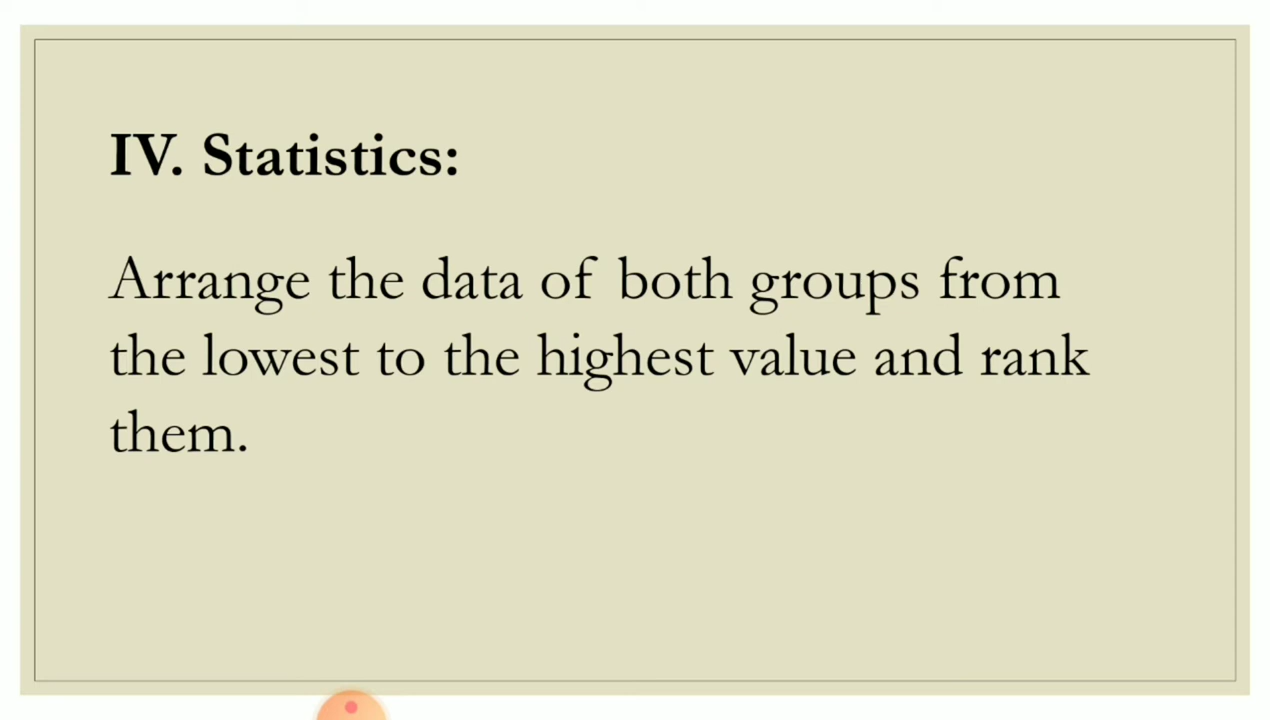 IV. Statistics:
Arrange the data of both groups from
the lowest to the highest value and rank
them.